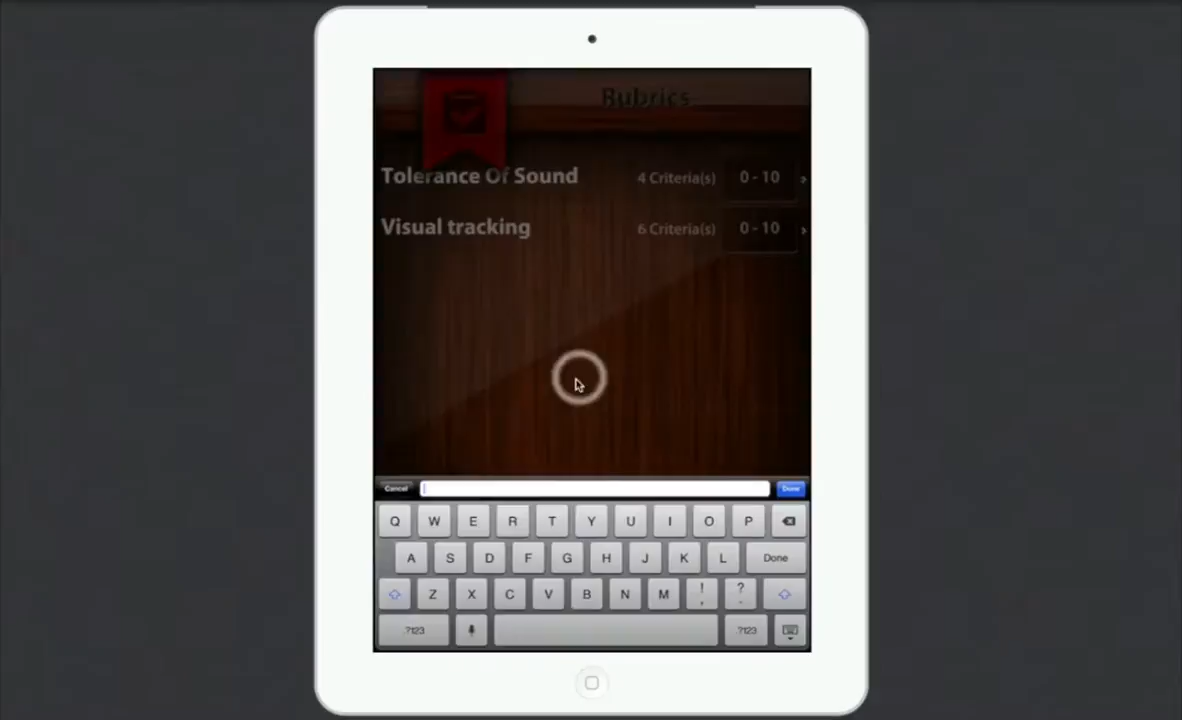 Rubrics
Tolerance Of Sound 4 Criteria(s) 0 - 10
Visual tracking 6 Criteria(s) 0 - 10
Cancel Done
Q W E R T Y U I O P
A S D F G H J K L Done
Z X C V B N M ! , ? .
.?123 .?123